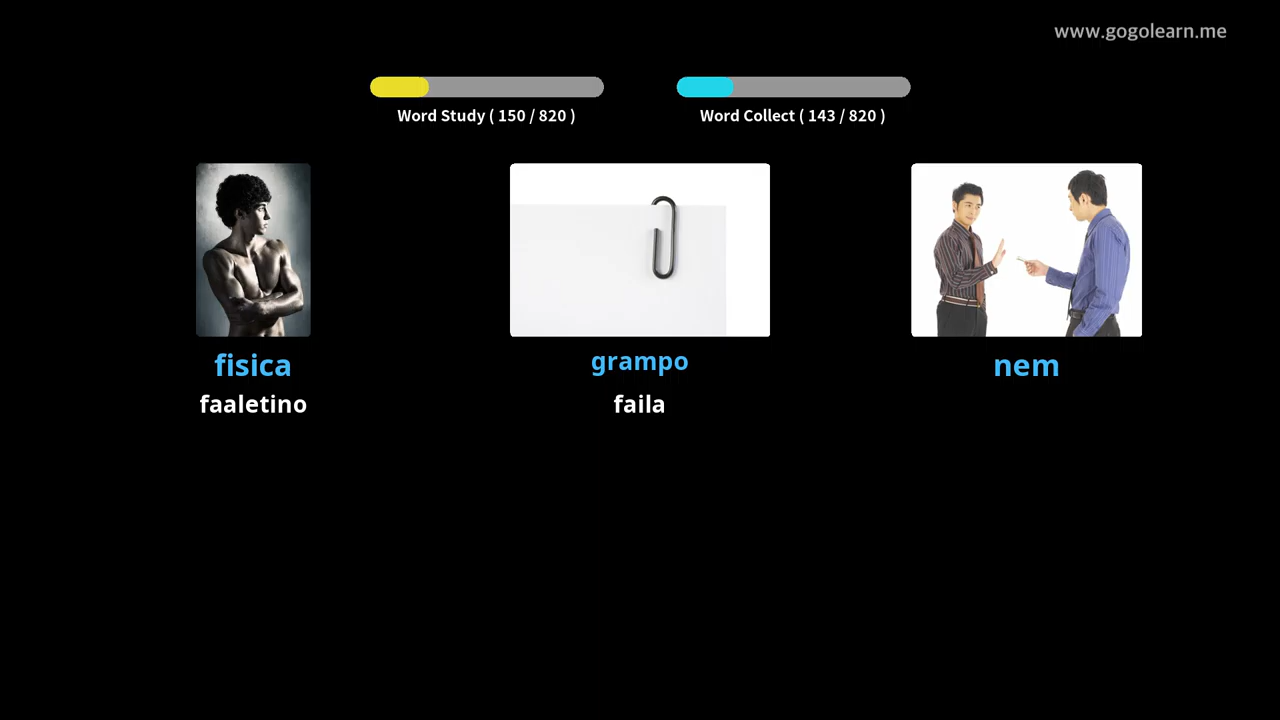 www.gogolearn.me
Word Study ( 150 / 820 )
Word Collect ( 143 / 820 )
fisica
grampo
nem
faaletino
faila